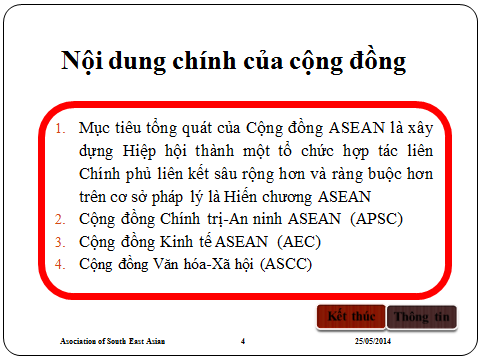 Nội dung chính của cộng đồng
1. Mục tiêu tổng quát của Cộng đồng ASEAN là xây
dựng Hiệp hội thành một tổ chức hợp tác liên
Chính phủ liên kết sâu rộng hơn và ràng buộc hơn
trên cơ sở pháp lý là Hiến chương ASEAN
2. Cộng đồng Chính trị-An ninh ASEAN (APSC)
3. Cộng đồng Kinh tế ASEAN (AEC)
4. Cộng đồng Văn hóa-Xã hội (ASCC)
Kết thúc Thông tin
Asociation of South East Asian 4 25/05/2014